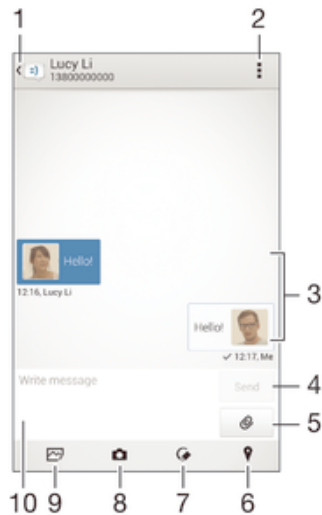 1 2
Lucy Li
13800000000
:)
Hello!
12:16, Lucy Li
3
Hello!
✓ 12:17, Me
Write message
Send 4
5
10 9 8 7 6